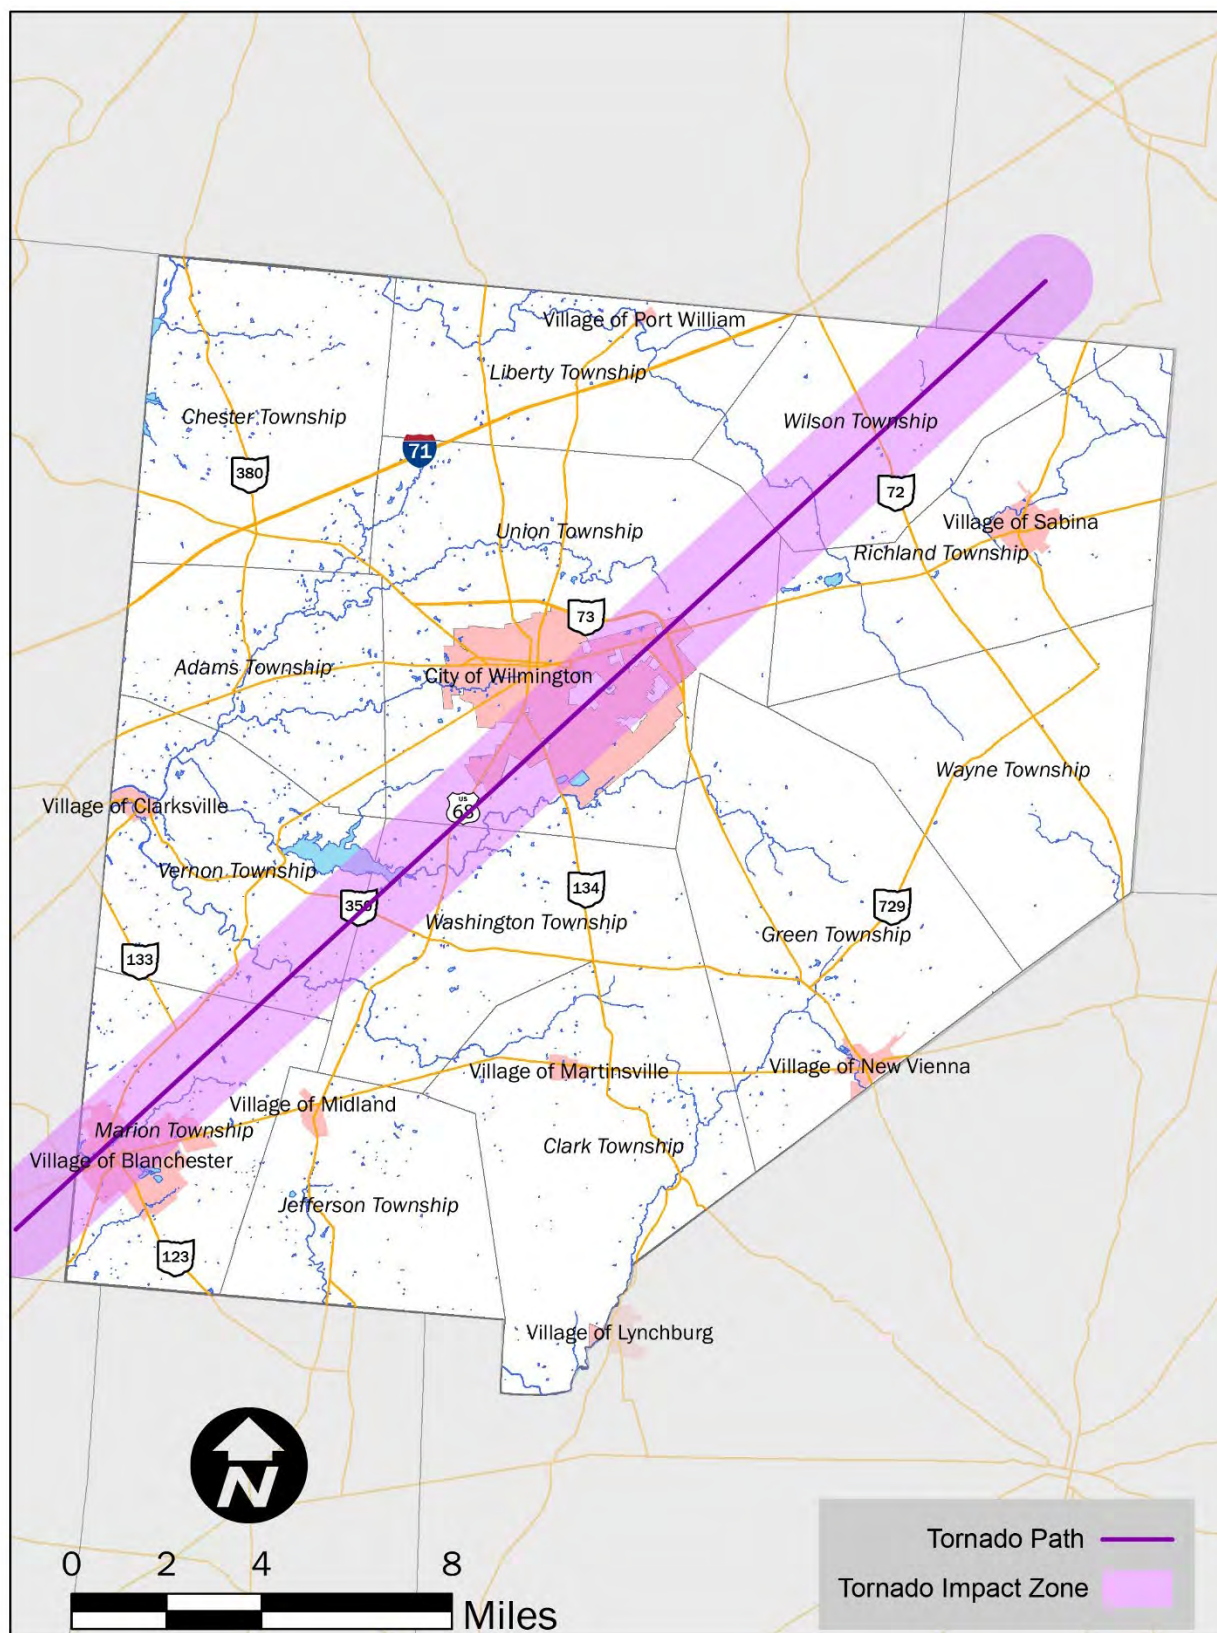 Village of Port William
Liberty Township
Wilson Township
Chester Township
71
380
72
Village of Sabina
Union Township
Richland Township
73
Adams Township
City of Wilmington
Wayne Township
Village of Clarksville
US
68
Vernon Township
134
350
729
Washington Township
Green Township
133
Village of Martinsville
Village of New Vienna
Village of Midland
Marion Township
Clark Township
Village of Blanchester
Jefferson Township
123
Village of Lynchburg
N
0 2 4 8
Miles
Tornado Path
Tornado Impact Zone